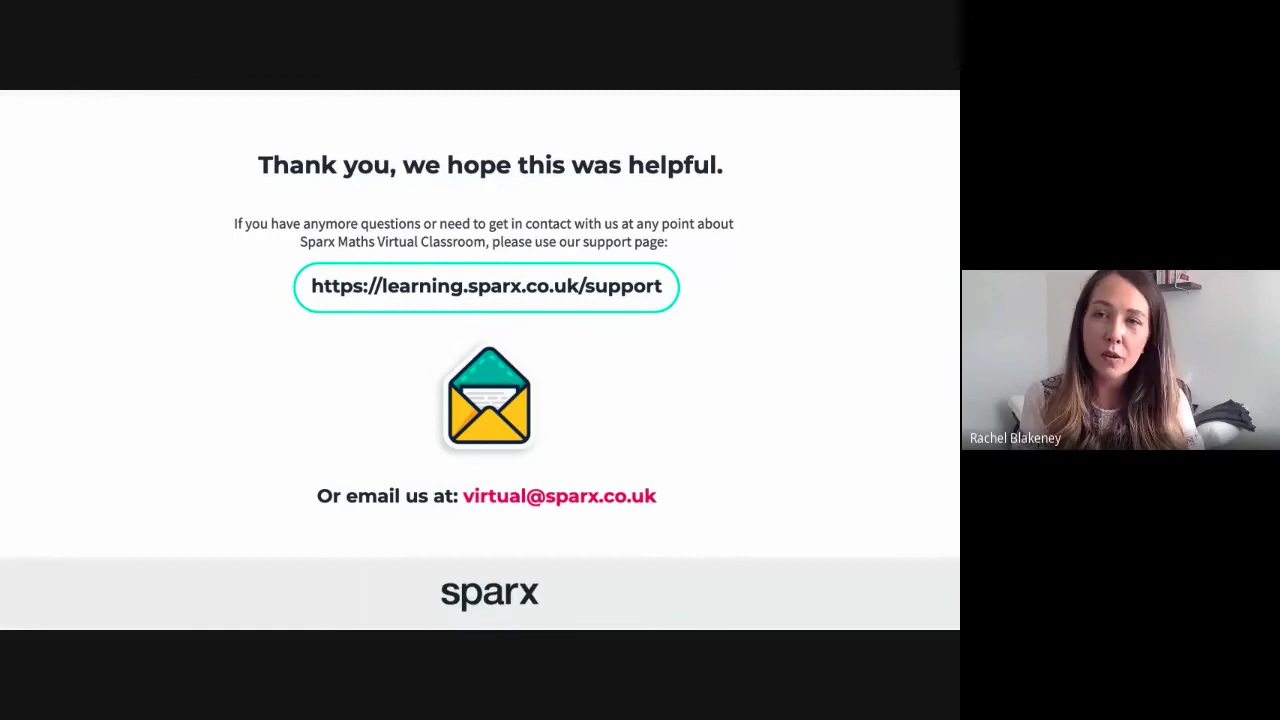 Thank you, we hope this was helpful.
If you have anymore questions or need to get in contact with us at any point about
Sparx Maths Virtual Classroom, please use our support page:
https://learning.sparx.co.uk/support
Or email us at: virtual@sparx.co.uk
sparx
Rachel Blakeney